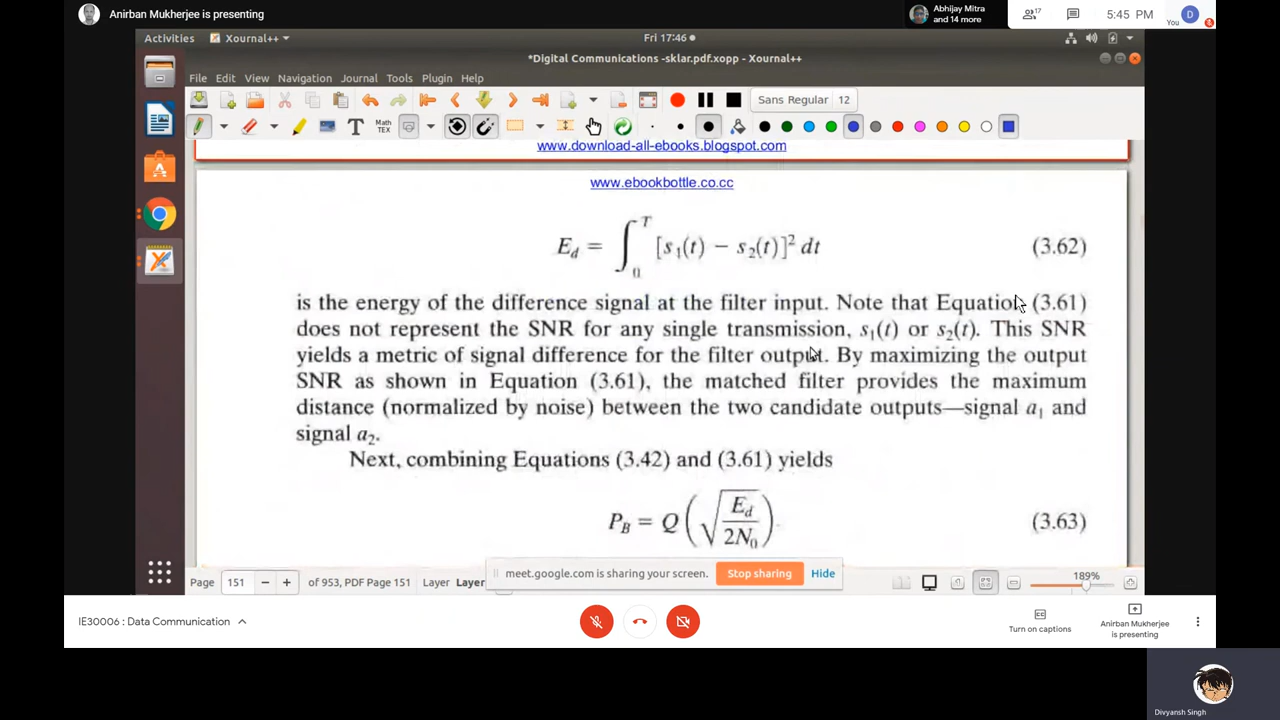 Anirban Mukherjee is presenting
Abhijay Mitra
and 14 more
17
5:45 PM
You
D
Activities
Xournal++
Fri 17:46
*Digital Communications -sklar.pdf.xopp - Xournal++
File Edit View Navigation Journal Tools Plugin Help
Sans Regular 12
T Math TEX
www.download-all-ebooks.blogspot.com
www.ebookbottle.co.cc
E_d = ∫_0^T [s_1(t) − s_2(t)]² dt (3.62)
is the energy of the difference signal at the filter input. Note that Equation (3.61)
does not represent the SNR for any single transmission, s_1(t) or s_2(t). This SNR
yields a metric of signal difference for the filter output. By maximizing the output
SNR as shown in Equation (3.61), the matched filter provides the maximum
distance (normalized by noise) between the two candidate outputs—signal a_1 and
signal a_2.
Next, combining Equations (3.42) and (3.61) yields
P_B = Q(√(E_d/2N_0)) (3.63)
meet.google.com is sharing your screen. Stop sharing Hide
Page 151 − + of 953, PDF Page 151 Layer Layer
189%
IE30006 : Data Communication
Turn on captions
Anirban Mukherjee
is presenting
Divyansh Singh